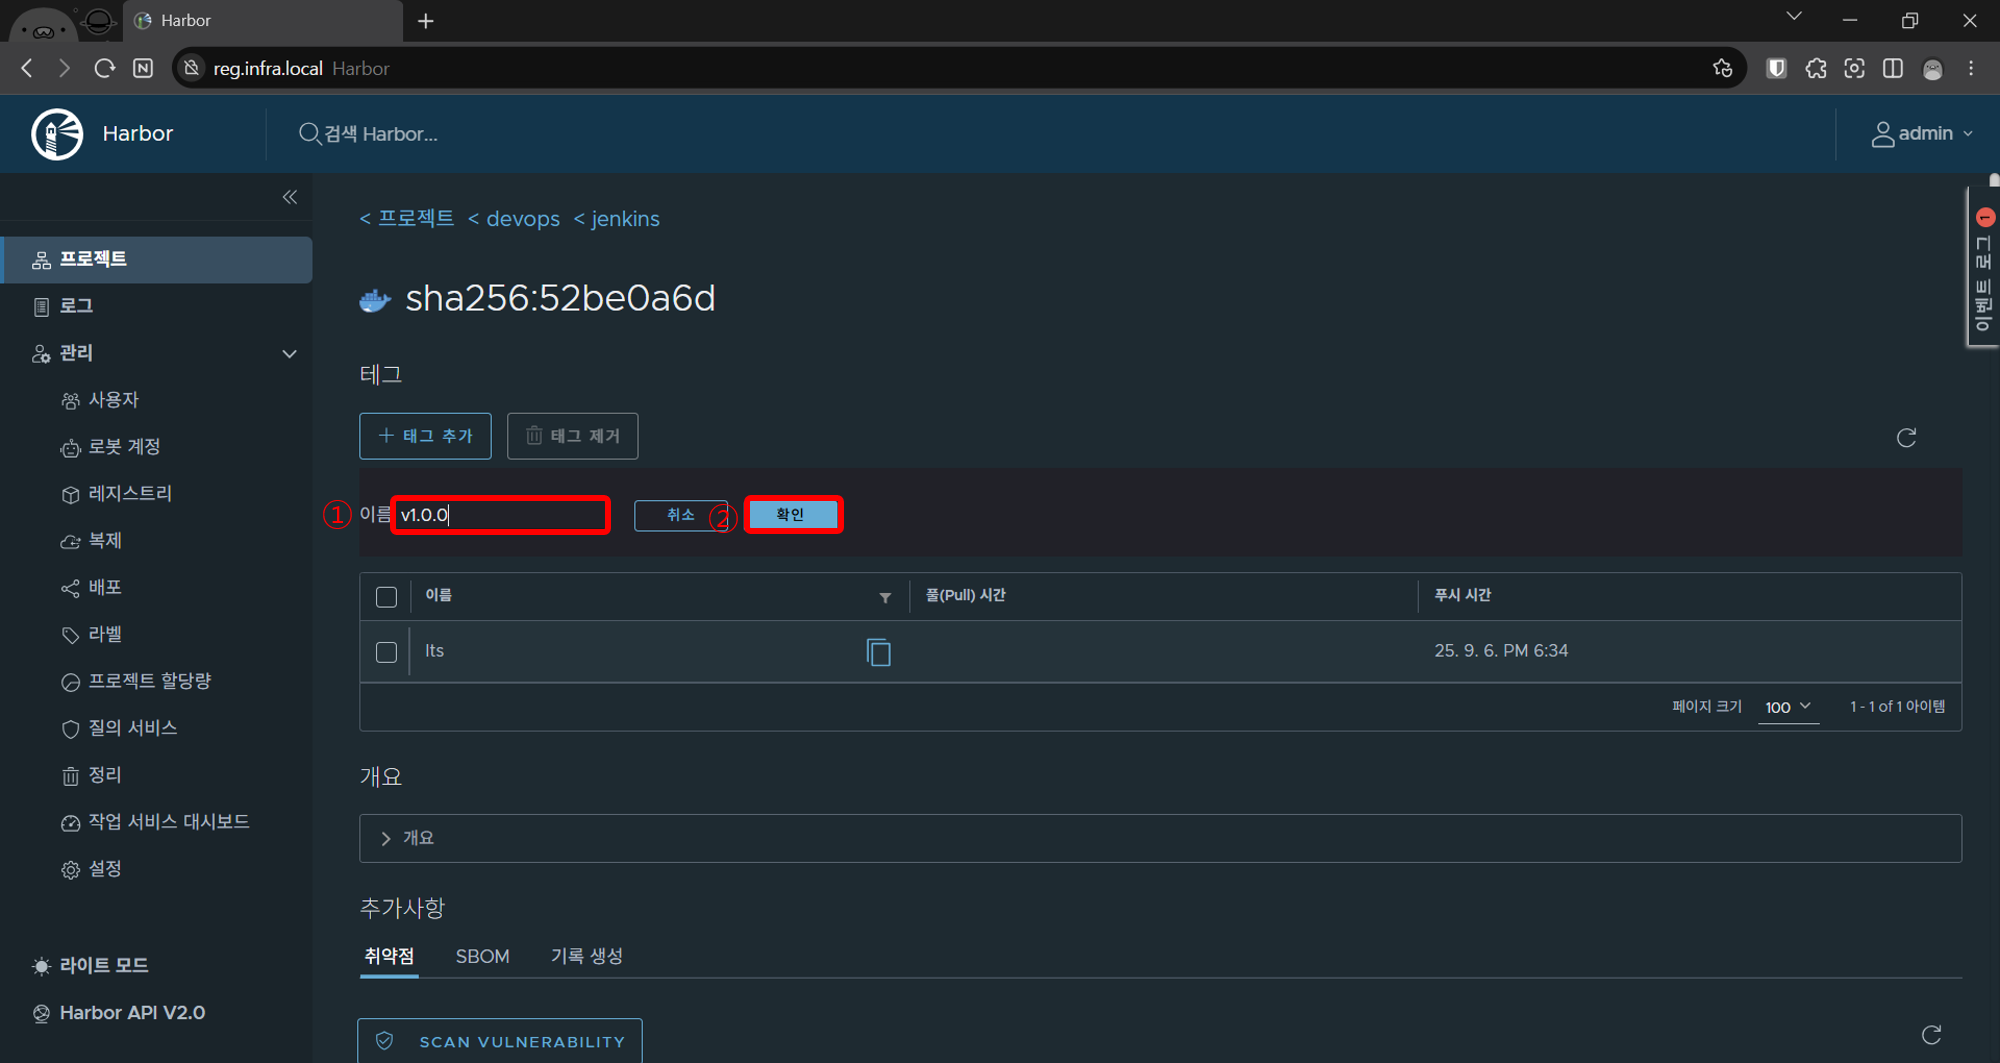 Harbor
reg.infra.local Harbor
Harbor
검색 Harbor...
admin
< 프로젝트 < devops < jenkins
이벤트 로그 1
프로젝트
로그
관리
사용자
로봇 계정
레지스트리
복제
배포
라벨
프로젝트 할당량
질의 서비스
정리
작업 서비스 대시보드
설정
라이트 모드
Harbor API V2.0
sha256:52be0a6d
테그
+ 태그 추가
태그 제거
① 이름 v1.0.0 취소 ② 확인
이름 풀(Pull) 시간 푸시 시간
lts 25. 9. 6. PM 6:34
페이지 크기 100 1 - 1 of 1 아이템
개요
개요
추가사항
취약점 SBOM 기록 생성
SCAN VULNERABILITY